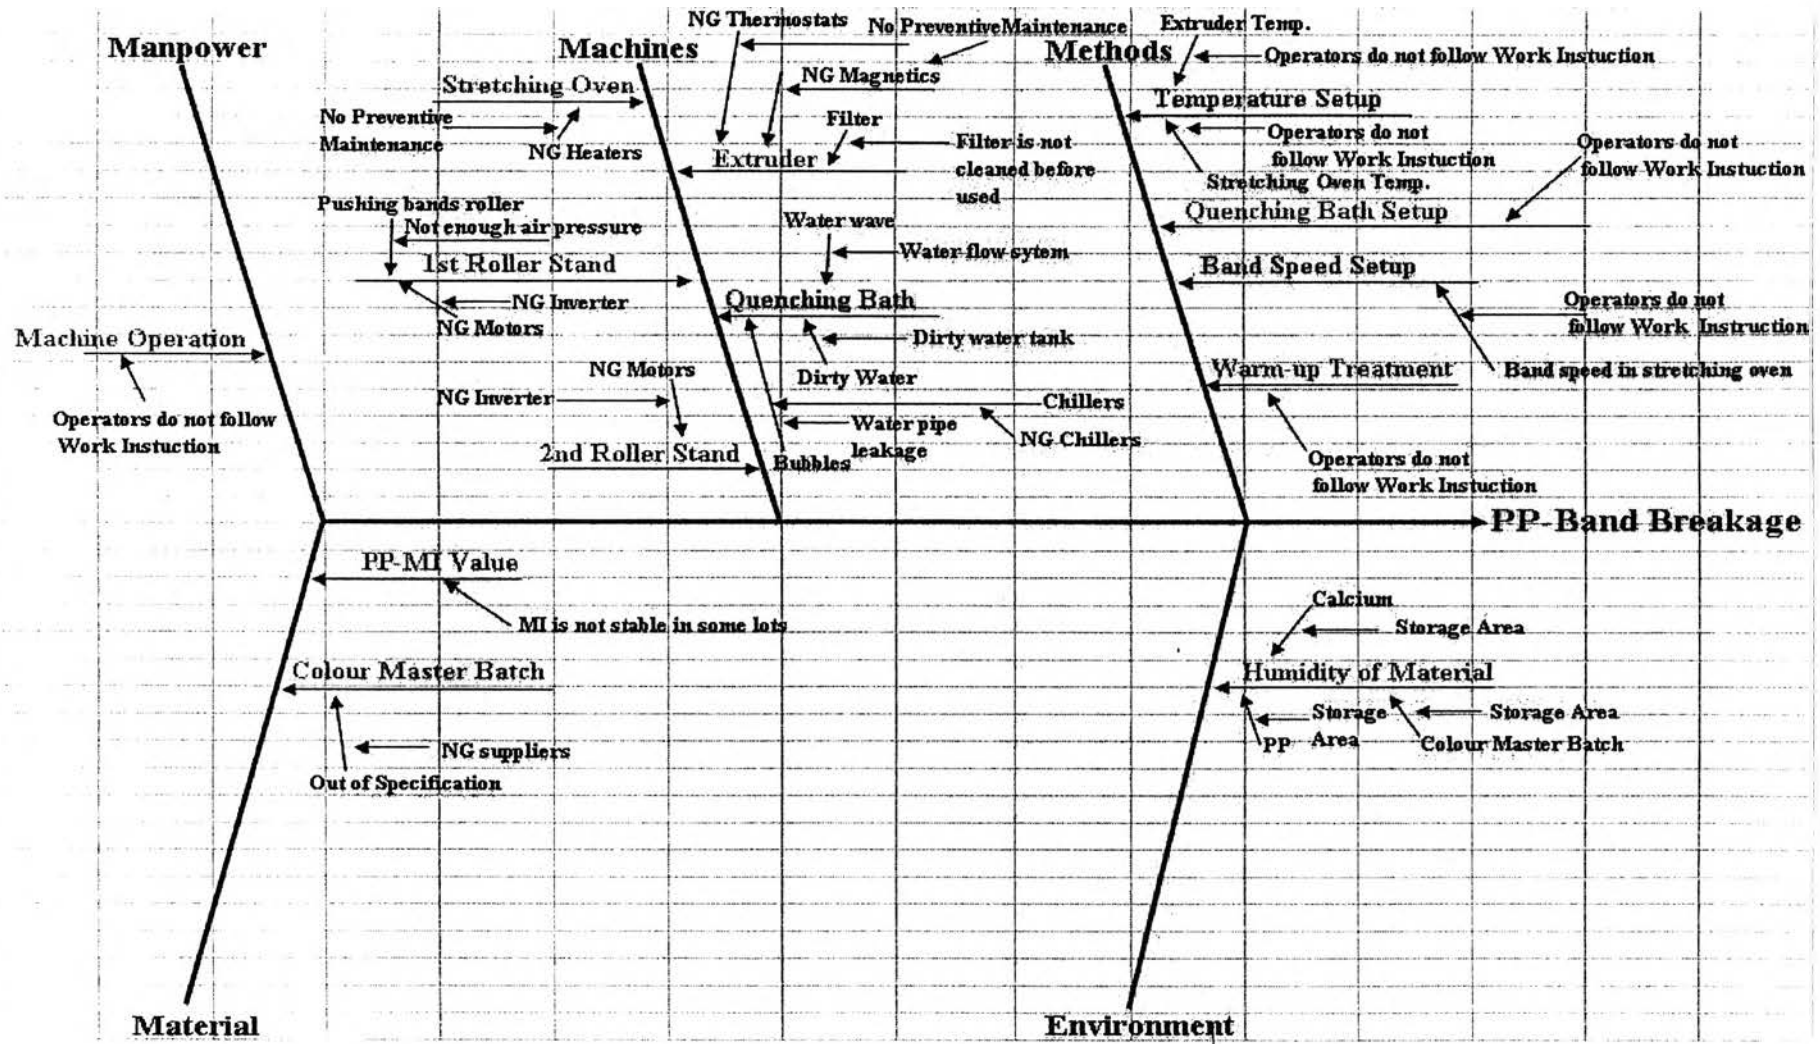 Manpower
Machines
NG Thermostats
No Preventive Maintenance
Methods
Extruder Temp.
Operators do not follow Work Instuction
Stretching Oven
NG Magnetics
Temperature Setup
No Preventive
Maintenance
NG Heaters
Filter
Extruder
Filter is not
cleaned before
used
Operators do not
follow Work Instuction
Stretching Oven Temp.
Operators do not
follow Work Instuction
Quenching Bath Setup
Pushing bands roller
Not enough air pressure
1st Roller Stand
NG Inverter
NG Motors
Water wave
Water flow sytem
Quenching Bath
Dirty water tank
Dirty Water
Band Speed Setup
Operators do not
follow Work Instruction
Band speed in stretching oven
Machine Operation
Operators do not follow
Work Instuction
NG Motors
NG Inverter
2nd Roller Stand
Chillers
NG Chillers
Water pipe
leakage
Bubbles
Warm-up Treatment
Operators do not
follow Work Instuction
PP-Band Breakage
PP-MI Value
MI is not stable in some lots
Colour Master Batch
NG suppliers
Out of Specification
Calcium
Storage Area
Humidity of Material
Storage
Area
PP
Storage Area
Colour Master Batch
Material
Environment